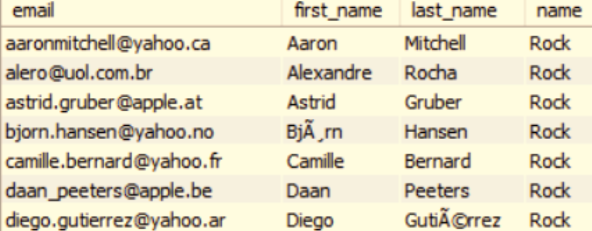 email first_name last_name name
aaronmitchell@yahoo.ca Aaron Mitchell Rock
alero@uol.com.br Alexandre Rocha Rock
astrid.gruber@apple.at Astrid Gruber Rock
bjorn.hansen@yahoo.no BjÃ¸rn Hansen Rock
camille.bernard@yahoo.fr Camille Bernard Rock
daan_peeters@apple.be Daan Peeters Rock
diego.gutierrez@yahoo.ar Diego GutiÃ©rrez Rock